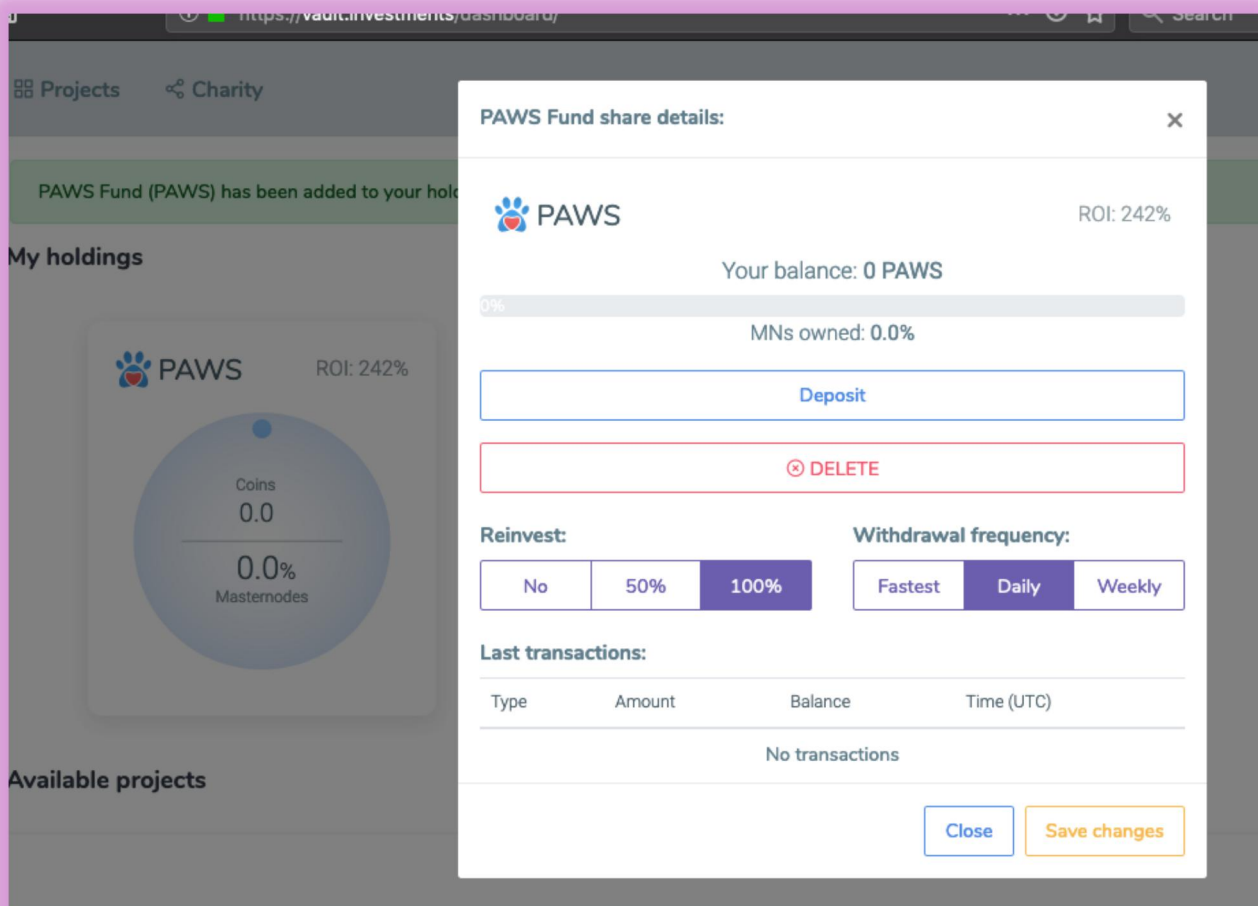 https://vault.investments/dashboard/
Search
Projects
Charity
PAWS Fund (PAWS) has been added to your hold
My holdings
PAWS
ROI: 242%
Coins
0.0
0.0%
Masternodes
Available projects
PAWS Fund share details:
×
PAWS
ROI: 242%
Your balance: 0 PAWS
0%
MNs owned: 0.0%
Deposit
DELETE
Reinvest:
No 50% 100%
Withdrawal frequency:
Fastest Daily Weekly
Last transactions:
Type Amount Balance Time (UTC)
No transactions
Close
Save changes